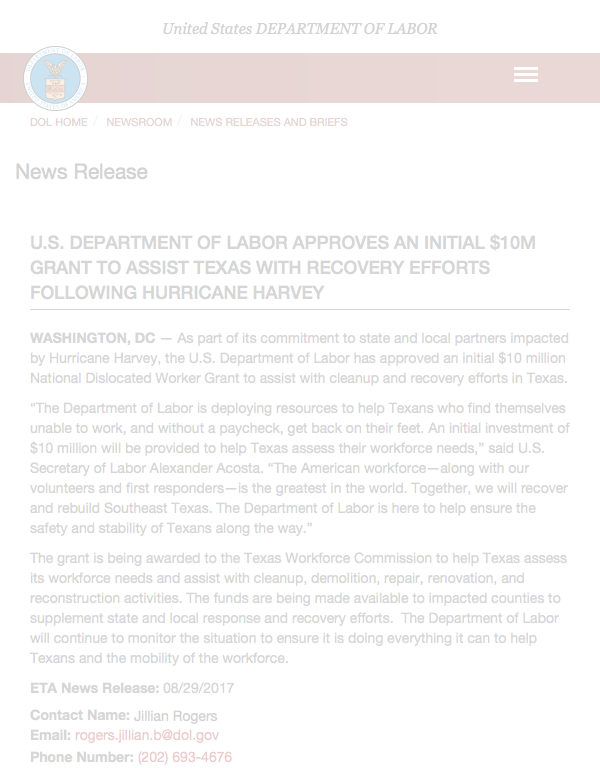 United States DEPARTMENT OF LABOR
DOL HOME / NEWSROOM / NEWS RELEASES AND BRIEFS
News Release
U.S. DEPARTMENT OF LABOR APPROVES AN INITIAL $10M
GRANT TO ASSIST TEXAS WITH RECOVERY EFFORTS
FOLLOWING HURRICANE HARVEY
WASHINGTON, DC — As part of its commitment to state and local partners impacted
by Hurricane Harvey, the U.S. Department of Labor has approved an initial $10 million
National Dislocated Worker Grant to assist with cleanup and recovery efforts in Texas.
“The Department of Labor is deploying resources to help Texans who find themselves
unable to work, and without a paycheck, get back on their feet. An initial investment of
$10 million will be provided to help Texas assess their workforce needs,” said U.S.
Secretary of Labor Alexander Acosta. “The American workforce—along with our
volunteers and first responders—is the greatest in the world. Together, we will recover
and rebuild Southeast Texas. The Department of Labor is here to help ensure the
safety and stability of Texans along the way.”
The grant is being awarded to the Texas Workforce Commission to help Texas assess
its workforce needs and assist with cleanup, demolition, repair, renovation, and
reconstruction activities. The funds are being made available to impacted counties to
supplement state and local response and recovery efforts.  The Department of Labor
will continue to monitor the situation to ensure it is doing everything it can to help
Texans and the mobility of the workforce.
ETA News Release: 08/29/2017
Contact Name: Jillian Rogers
Email: rogers.jillian.b@dol.gov
Phone Number: (202) 693-4676